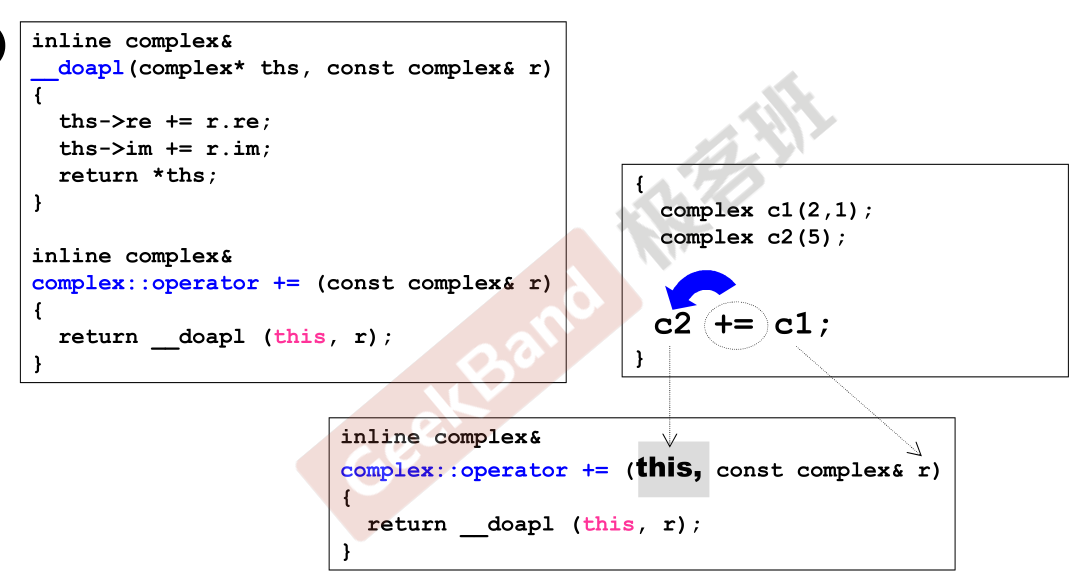 inline complex&
__doapl(complex* ths, const complex& r)
{
  ths->re += r.re;
  ths->im += r.im;
  return *ths;
}
inline complex&
complex::operator += (const complex& r)
{
  return __doapl (this, r);
}
{
  complex c1(2,1);
  complex c2(5);
c2 += c1;
}
inline complex&
complex::operator += (this, const complex& r)
{
  return __doapl (this, r);
}
GeekBand 极客班